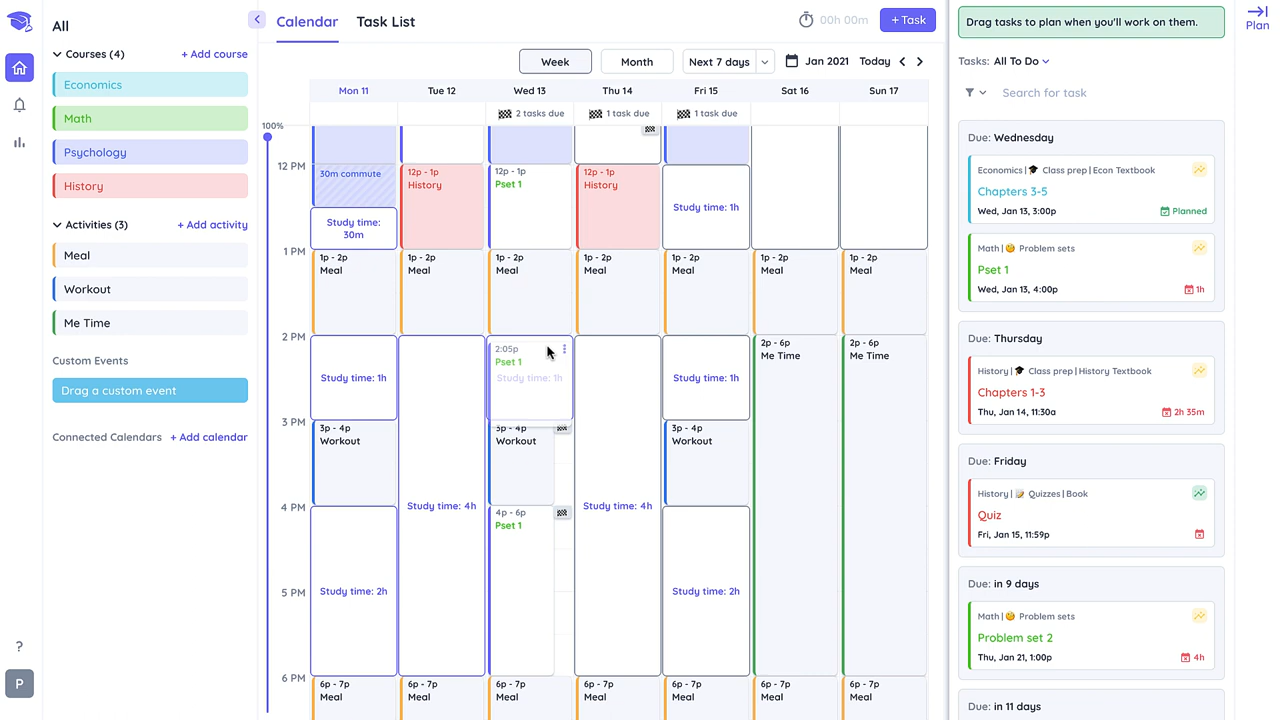 All
Courses (4)
+ Add course
Economics
Math
Psychology
History
Activities (3)
+ Add activity
Meal
Workout
Me Time
Custom Events
Drag a custom event
Connected Calendars
+ Add calendar
?
P
Calendar
Task List
00h 00m
+ Task
Week
Month
Next 7 days
Jan 2021
Today
Mon 11
Tue 12
Wed 13
Thu 14
Fri 15
Sat 16
Sun 17
2 tasks due
1 task due
1 task due
100%
12 PM
1 PM
2 PM
3 PM
4 PM
5 PM
6 PM
30m commute
Study time:
30m
1p - 2p
Meal
Study time: 1h
3p - 4p
Workout
Study time: 2h
6p - 7p
Meal
12p - 1p
History
1p - 2p
Meal
Study time: 4h
6p - 7p
Meal
12p - 1p
Pset 1
1p - 2p
Meal
2:05p
Pset 1
Study time: 1h
3p - 4p
Workout
4p - 6p
Pset 1
6p - 7p
Meal
12p - 1p
History
1p - 2p
Meal
Study time: 4h
6p - 7p
Meal
Study time: 1h
1p - 2p
Meal
Study time: 1h
3p - 4p
Workout
Study time: 2h
6p - 7p
Meal
1p - 2p
Meal
2p - 6p
Me Time
6p - 7p
Meal
1p - 2p
Meal
2p - 6p
Me Time
6p - 7p
Meal
Drag tasks to plan when you'll work on them.
Plan
Tasks: All To Do
Search for task
Due: Wednesday
Economics | Class prep | Econ Textbook
Chapters 3-5
Wed, Jan 13, 3:00p
Planned
Math | Problem sets
Pset 1
Wed, Jan 13, 4:00p
1h
Due: Thursday
History | Class prep | History Textbook
Chapters 1-3
Thu, Jan 14, 11:30a
2h 35m
Due: Friday
History | Quizzes | Book
Quiz
Fri, Jan 15, 11:59p
Due: in 9 days
Math | Problem sets
Problem set 2
Thu, Jan 21, 1:00p
4h
Due: in 11 days